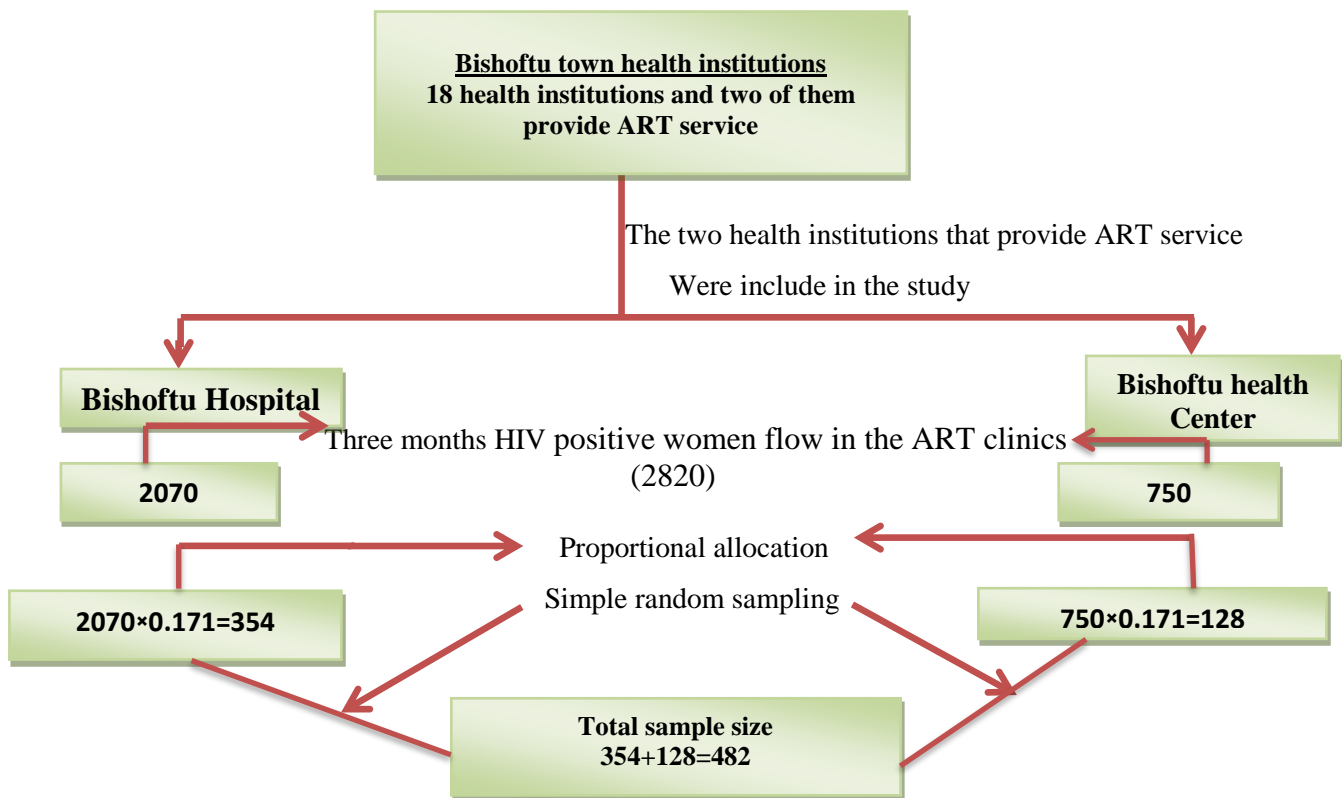 Bishoftu town health institutions
18 health institutions and two of them
provide ART service
The two health institutions that provide ART service
Were include in the study
Bishoftu Hospital
Bishoftu health
Center
Three months HIV positive women flow in the ART clinics
(2820)
2070
750
Proportional allocation
Simple random sampling
2070×0.171=354
750×0.171=128
Total sample size
354+128=482